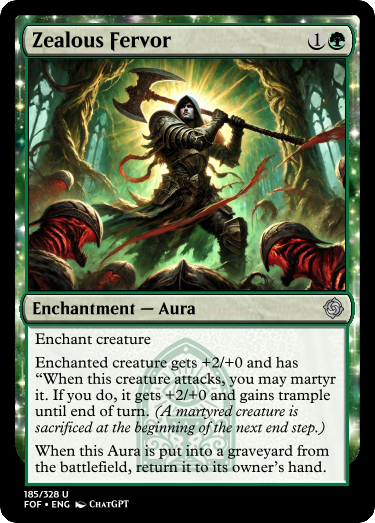 Zealous Fervor 1
Enchantment — Aura
Enchant creature
Enchanted creature gets +2/+0 and has
“When this creature attacks, you may martyr
it. If you do, it gets +2/+0 and gains trample
until end of turn. (A martyred creature is
sacrificed at the beginning of the next end step.)
When this Aura is put into a graveyard from
the battlefield, return it to its owner’s hand.
185/328 U
FOF • ENG ChatGPT